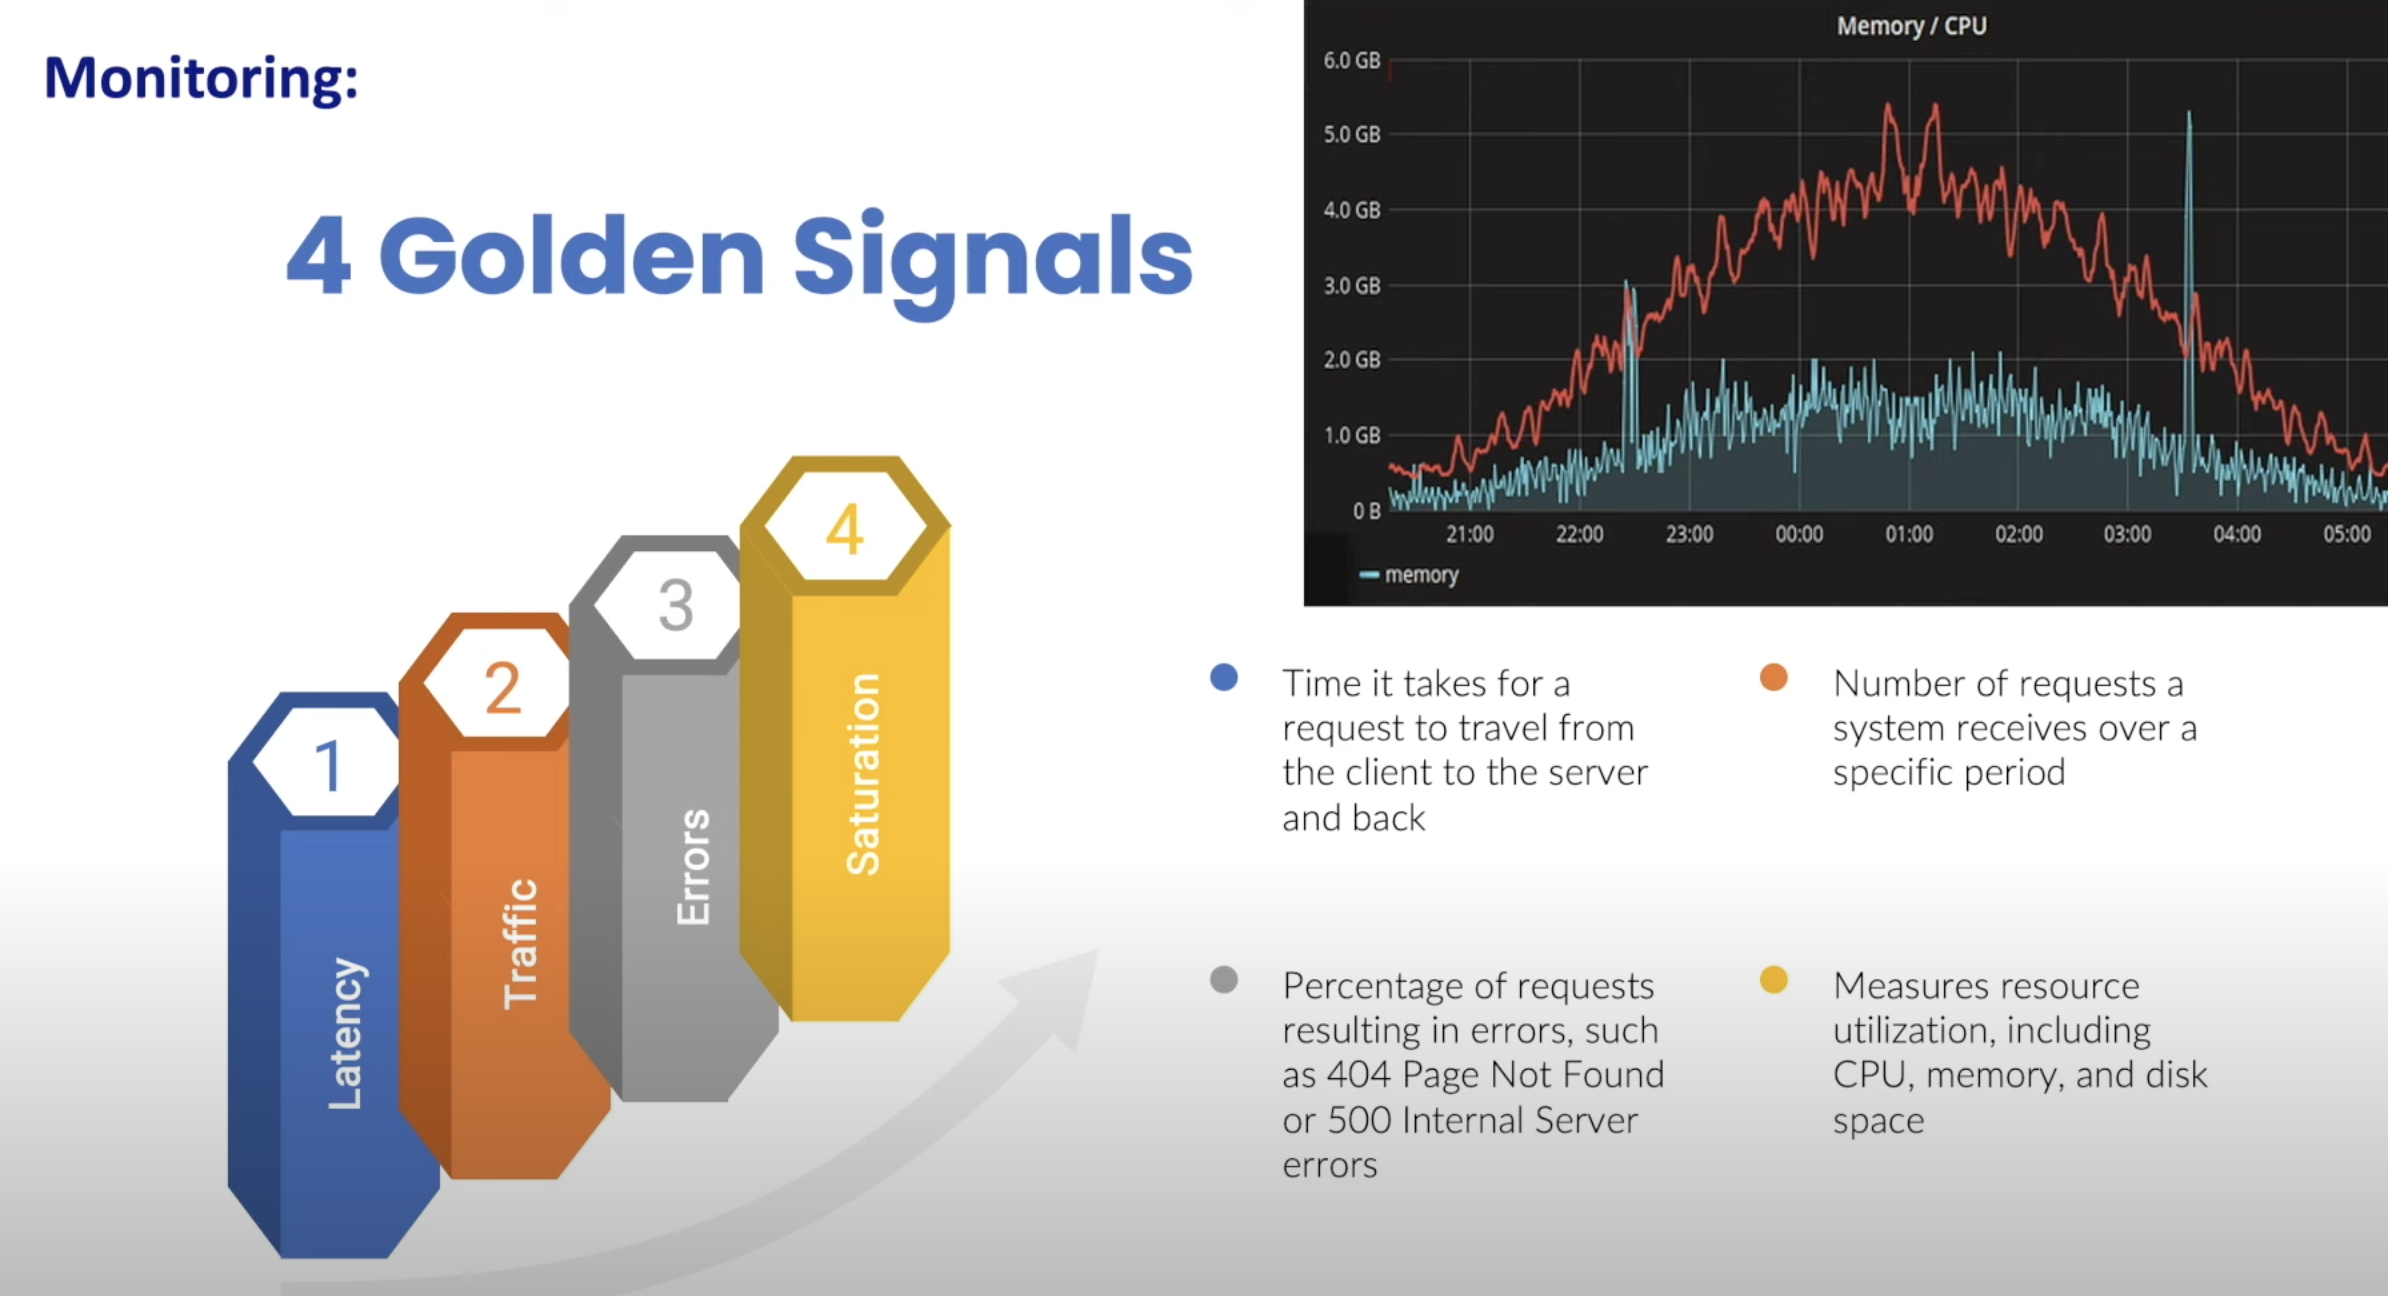 Monitoring:
4 Golden Signals
1
Latency
2
Traffic
3
Errors
4
Saturation
Memory / CPU
6.0 GB
5.0 GB
4.0 GB
3.0 GB
2.0 GB
1.0 GB
0 B
21:00 22:00 23:00 00:00 01:00 02:00 03:00 04:00 05:00
memory
Time it takes for a
request to travel from
the client to the server
and back
Number of requests a
system receives over a
specific period
Percentage of requests
resulting in errors, such
as 404 Page Not Found
or 500 Internal Server
errors
Measures resource
utilization, including
CPU, memory, and disk
space